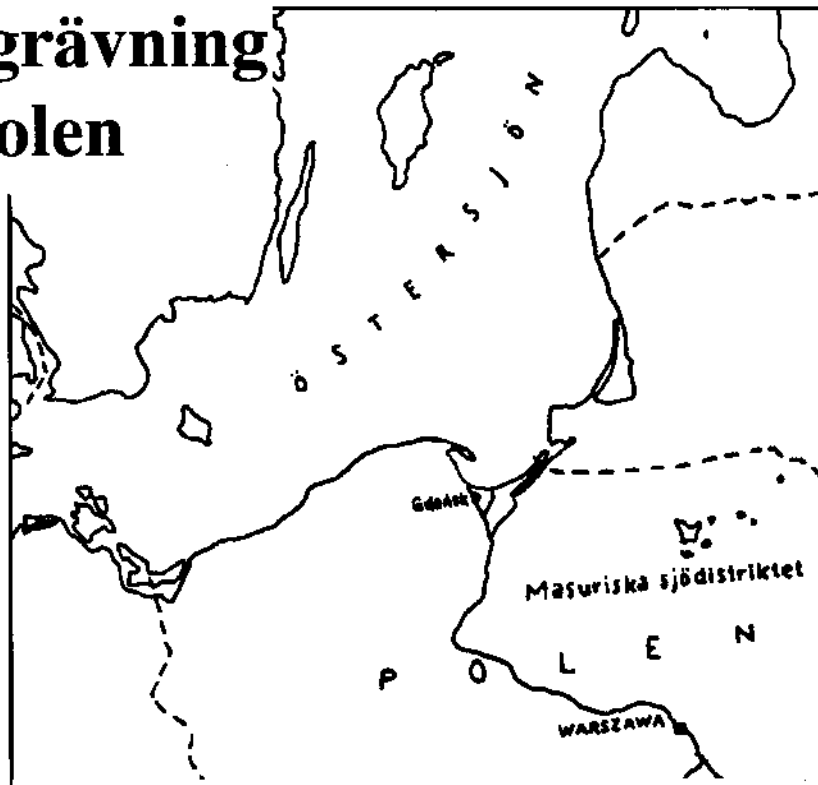 grävning
olen
ÖSTERSJÖN
Gdańsk
Masuriska sjödistriktet
POLEN
WARSZAWA